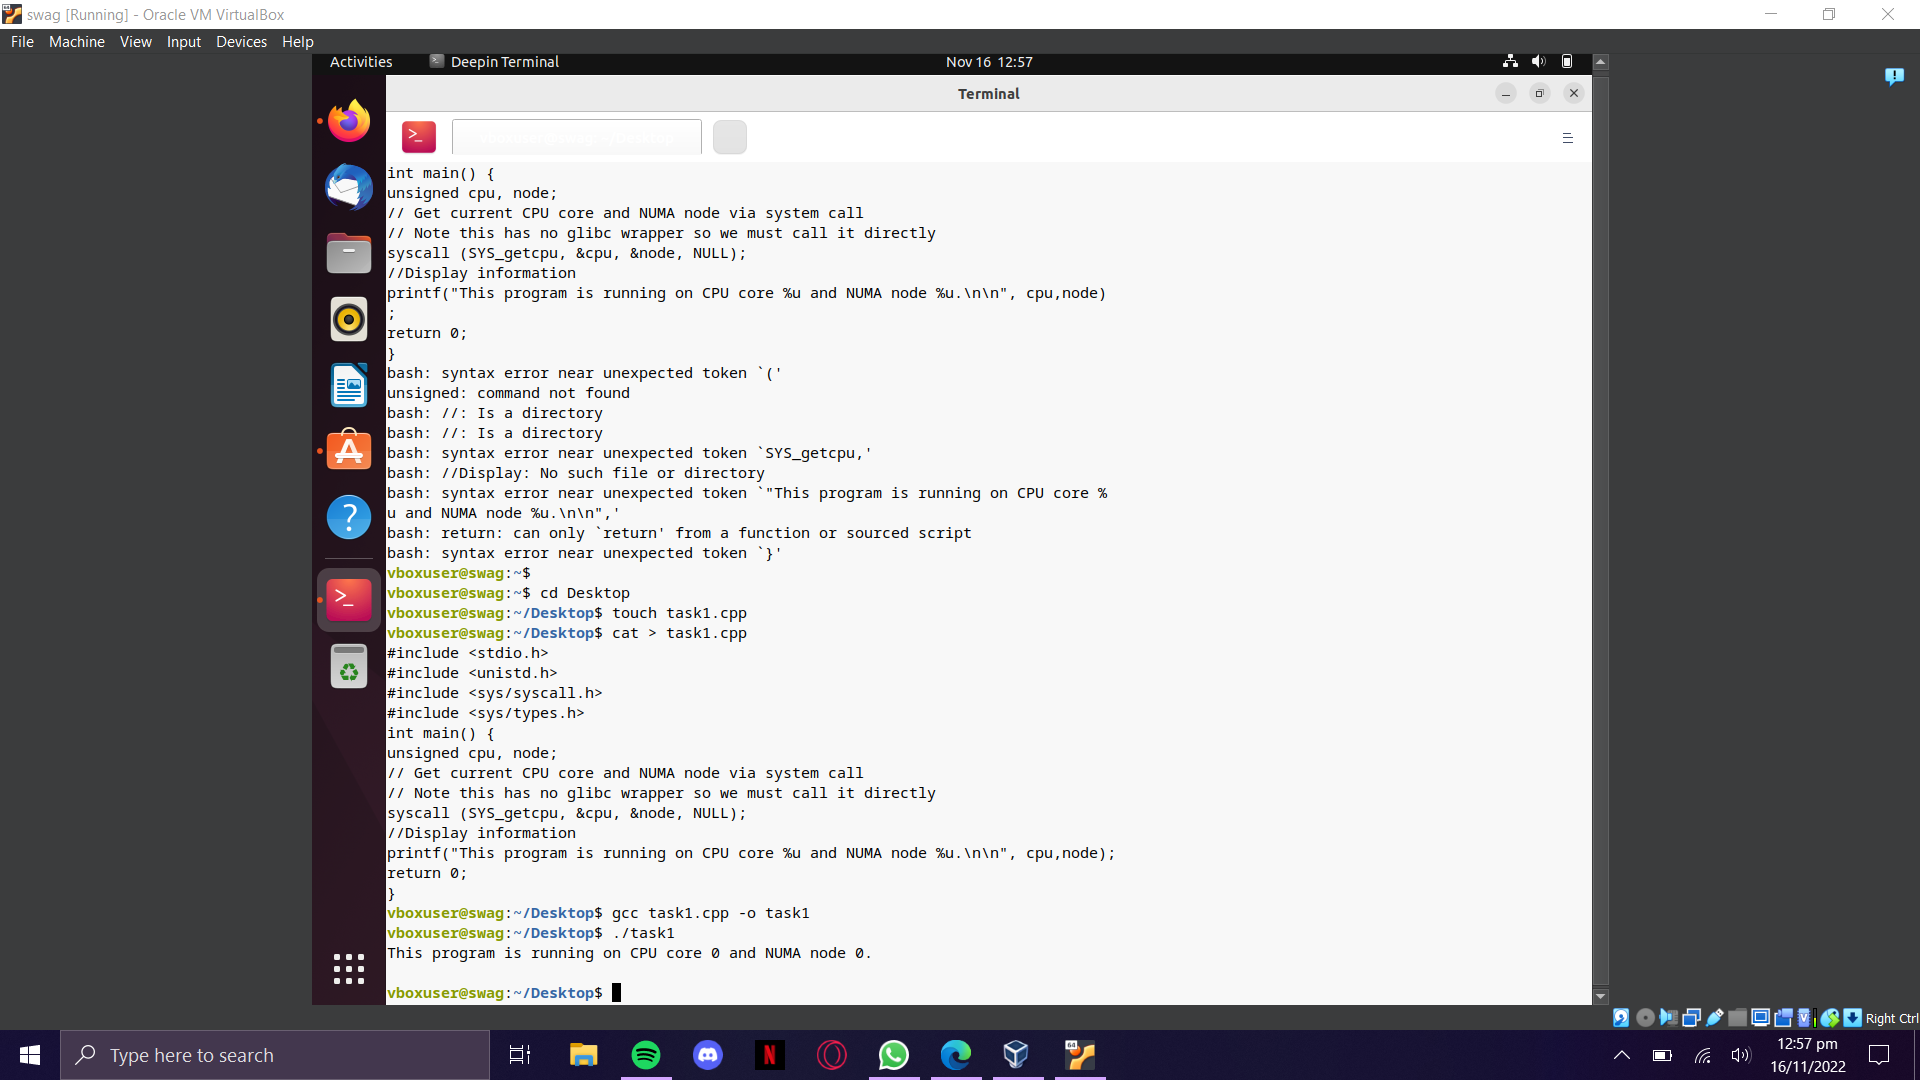 swag [Running] - Oracle VM VirtualBox
File Machine View Input Devices Help
Activities Deepin Terminal Nov 16 12:57
Terminal
int main() {
unsigned cpu, node;
// Get current CPU core and NUMA node via system call
// Note this has no glibc wrapper so we must call it directly
syscall (SYS_getcpu, &cpu, &node, NULL);
//Display information
printf("This program is running on CPU core %u and NUMA node %u.\n\n", cpu,node)
;
return 0;
}
bash: syntax error near unexpected token `('
unsigned: command not found
bash: //: Is a directory
bash: //: Is a directory
bash: syntax error near unexpected token `SYS_getcpu,'
bash: //Display: No such file or directory
bash: syntax error near unexpected token `"This program is running on CPU core %
u and NUMA node %u.\n\n",'
bash: return: can only `return' from a function or sourced script
bash: syntax error near unexpected token `}'
vboxuser@swag:~$
vboxuser@swag:~$ cd Desktop
vboxuser@swag:~/Desktop$ touch task1.cpp
vboxuser@swag:~/Desktop$ cat > task1.cpp
#include <stdio.h>
#include <unistd.h>
#include <sys/syscall.h>
#include <sys/types.h>
int main() {
unsigned cpu, node;
// Get current CPU core and NUMA node via system call
// Note this has no glibc wrapper so we must call it directly
syscall (SYS_getcpu, &cpu, &node, NULL);
//Display information
printf("This program is running on CPU core %u and NUMA node %u.\n\n", cpu,node);
return 0;
}
vboxuser@swag:~/Desktop$ gcc task1.cpp -o task1
vboxuser@swag:~/Desktop$ ./task1
This program is running on CPU core 0 and NUMA node 0.
vboxuser@swag:~/Desktop$
Right Ctrl
Type here to search
12:57 pm
16/11/2022